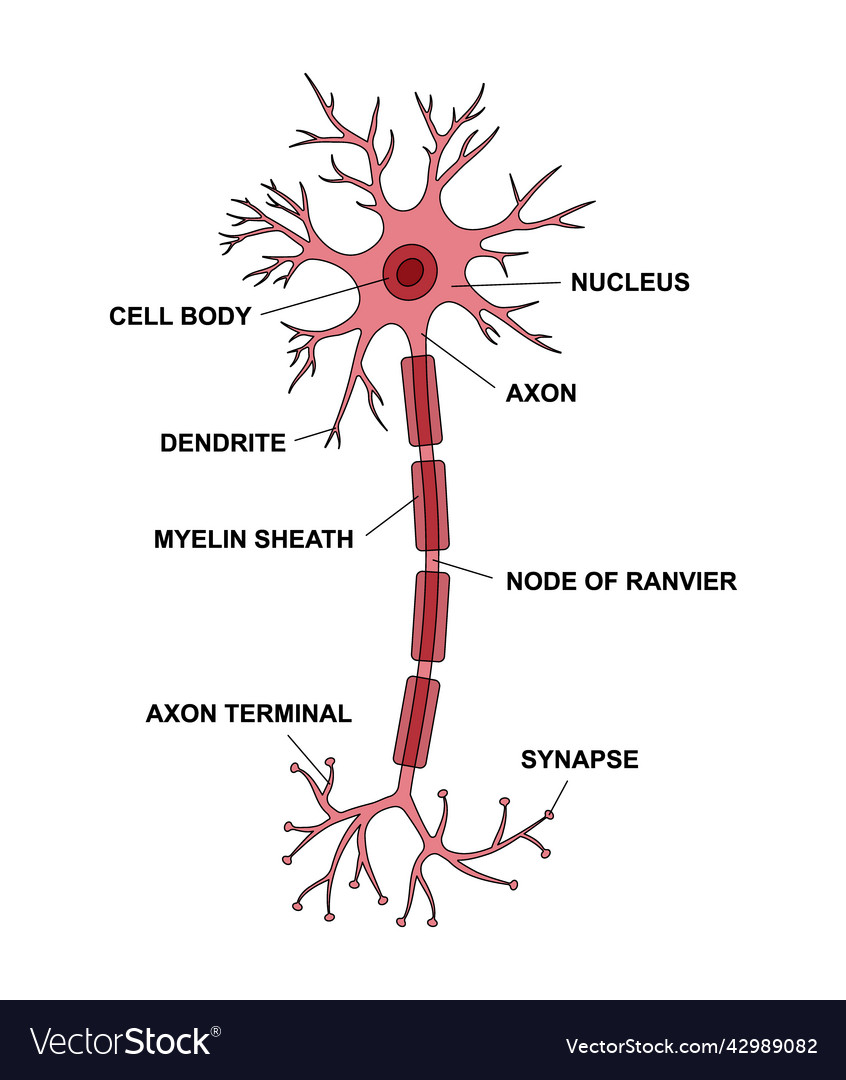 NUCLEUS
CELL BODY
AXON
DENDRITE
MYELIN SHEATH
NODE OF RANVIER
AXON TERMINAL
SYNAPSE
VectorStock®
VectorStock.com/42989082